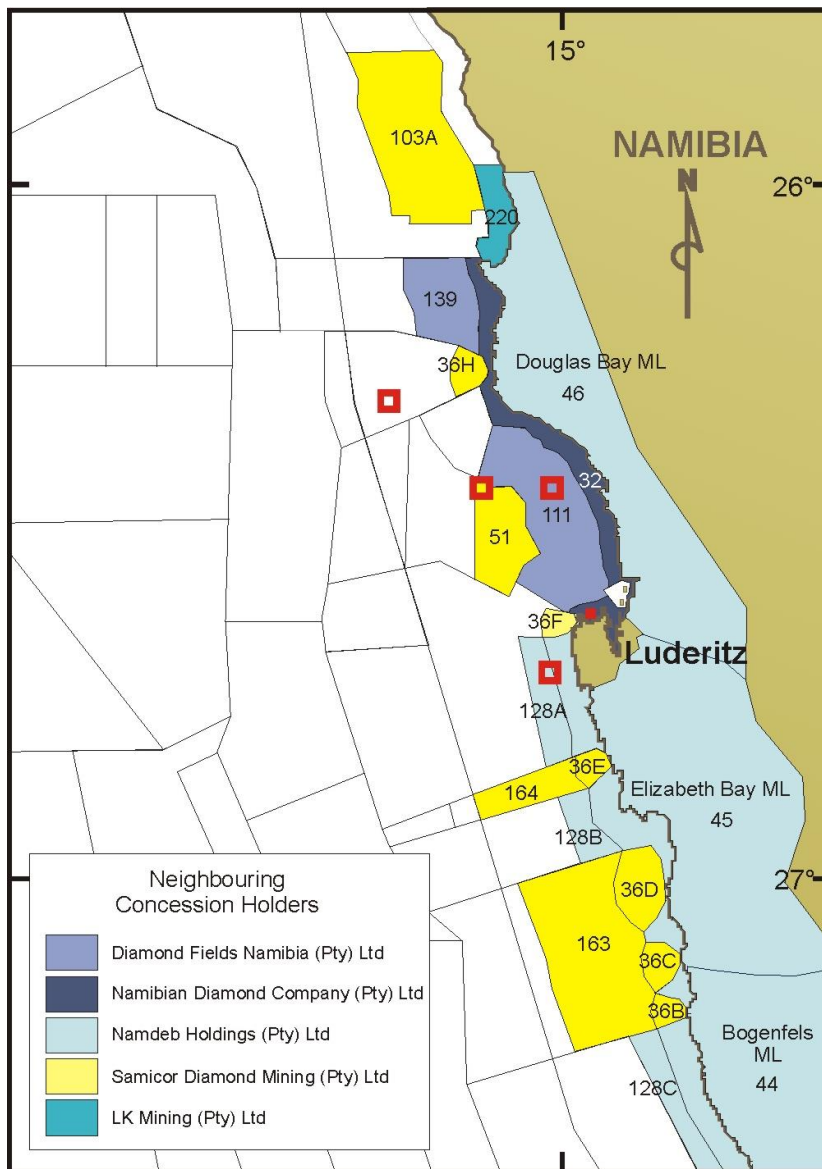 15°
103A
NAMIBIA
N
26°
220
139
36H
Douglas Bay ML
46
32
111
51
36F
Luderitz
128A
36E
164
Elizabeth Bay ML
45
128B
27°
36D
163
36C
36B
Bogenfels
ML
44
128C
Neighbouring
Concession Holders
Diamond Fields Namibia (Pty) Ltd
Namibian Diamond Company (Pty) Ltd
Namdeb Holdings (Pty) Ltd
Samicor Diamond Mining (Pty) Ltd
LK Mining (Pty) Ltd